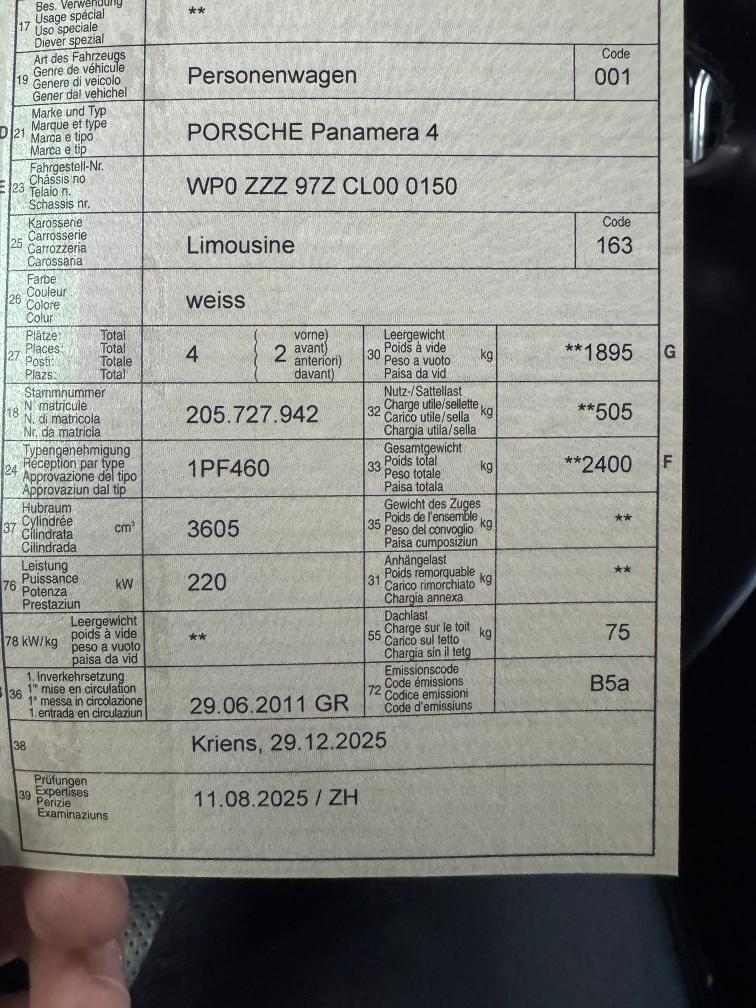 Bes. Verwendung
17 Usage spécial **
Uso speciale
Diever spezial
Art des Fahrzeugs Code
19 Genre de véhicule Personenwagen 001
Genere di veicolo
Gener dal vehichel
Marke und Typ
D 21 Marque et type PORSCHE Panamera 4
Marca e tipo
Marca e tip
Fahrgestell-Nr.
E 23 Châssis no WP0 ZZZ 97Z CL00 0150
Telaio n.
Schassis nr.
Karosserie Code
25 Carrosserie Limousine 163
Carrozzeria
Carossaria
Farbe
26 Couleur weiss
Colore
Colur
Plätze: Total ( vorne) Leergewicht
27 Places: Total 4 ( 2 avant) 30 Poids à vide kg **1895 G
Posti: Totale ( anteriori) Peso a vuoto
Plazs: Total ( davant) Paisa da vid
Stammnummer Nutz-/Sattellast
18 N° matricule 205.727.942 32 Charge utile/sellette kg **505
N. di matricola Carico utile/sella
Nr. da matricla Chargia utila/sella
Typengenehmigung Gesamtgewicht
24 Réception par type 1PF460 33 Poids total kg **2400 F
Approvazione del tipo Peso totale
Approvaziun dal tip Paisa totala
Hubraum Gewicht des Zuges
37 Cylindrée cm³ 3605 35 Poids de l'ensemble kg **
Cilindrata Peso del convoglio
Cilindrada Paisa cumposiziun
Leistung Anhängelast
76 Puissance kW 220 31 Poids remorquable kg **
Potenza Carico rimorchiato
Prestaziun Chargia annexa
Leergewicht Dachlast
78 kW/kg poids à vide ** 55 Charge sur le toit kg 75
peso a vuoto Carico sul tetto
paisa da vid Chargia sin il tetg
1. Inverkehrsetzung Emissionscode
36 1re mise en circulation 29.06.2011 GR 72 Code émissions B5a
1a messa in circolazione Codice emissioni
1. entrada en circulaziun Code d'emissiuns
38 Kriens, 29.12.2025
Prüfungen
39 Expertises 11.08.2025 / ZH
Perizie
Examinaziuns